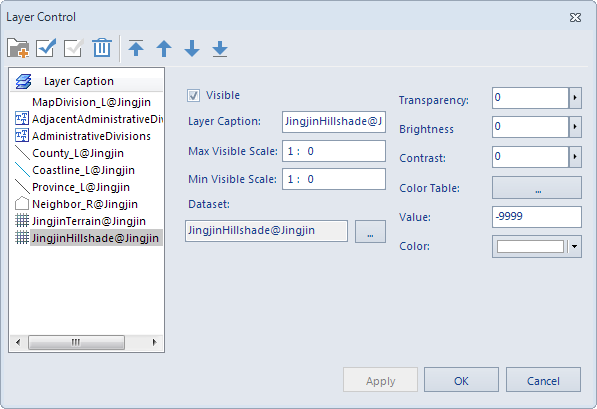 Layer Control
Layer Caption
MapDivision_L@Jingjin
AdjacentAdministrativeDiv
AdministrativeDivisions
County_L@Jingjin
Coastline_L@Jingjin
Province_L@Jingjin
Neighbor_R@Jingjin
JingjinTerrain@Jingjin
JingjinHillshade@Jingjin
Visible
Layer Caption: JingjinHillshade@J
Max Visible Scale: 1 : 0
Min Visible Scale: 1 : 0
Dataset:
JingjinHillshade@Jingjin ...
Transparency: 0
Brightness 0
Contrast: 0
Color Table: ...
Value: -9999
Color:
Apply OK Cancel